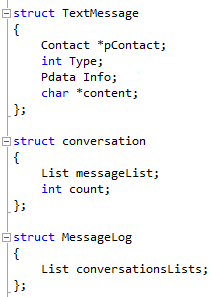 struct TextMessage
{
Contact *pContact;
int Type;
Pdata Info;
char *content;
};
struct conversation
{
List messageList;
int count;
};
struct MessageLog
{
List conversationsLists;
};